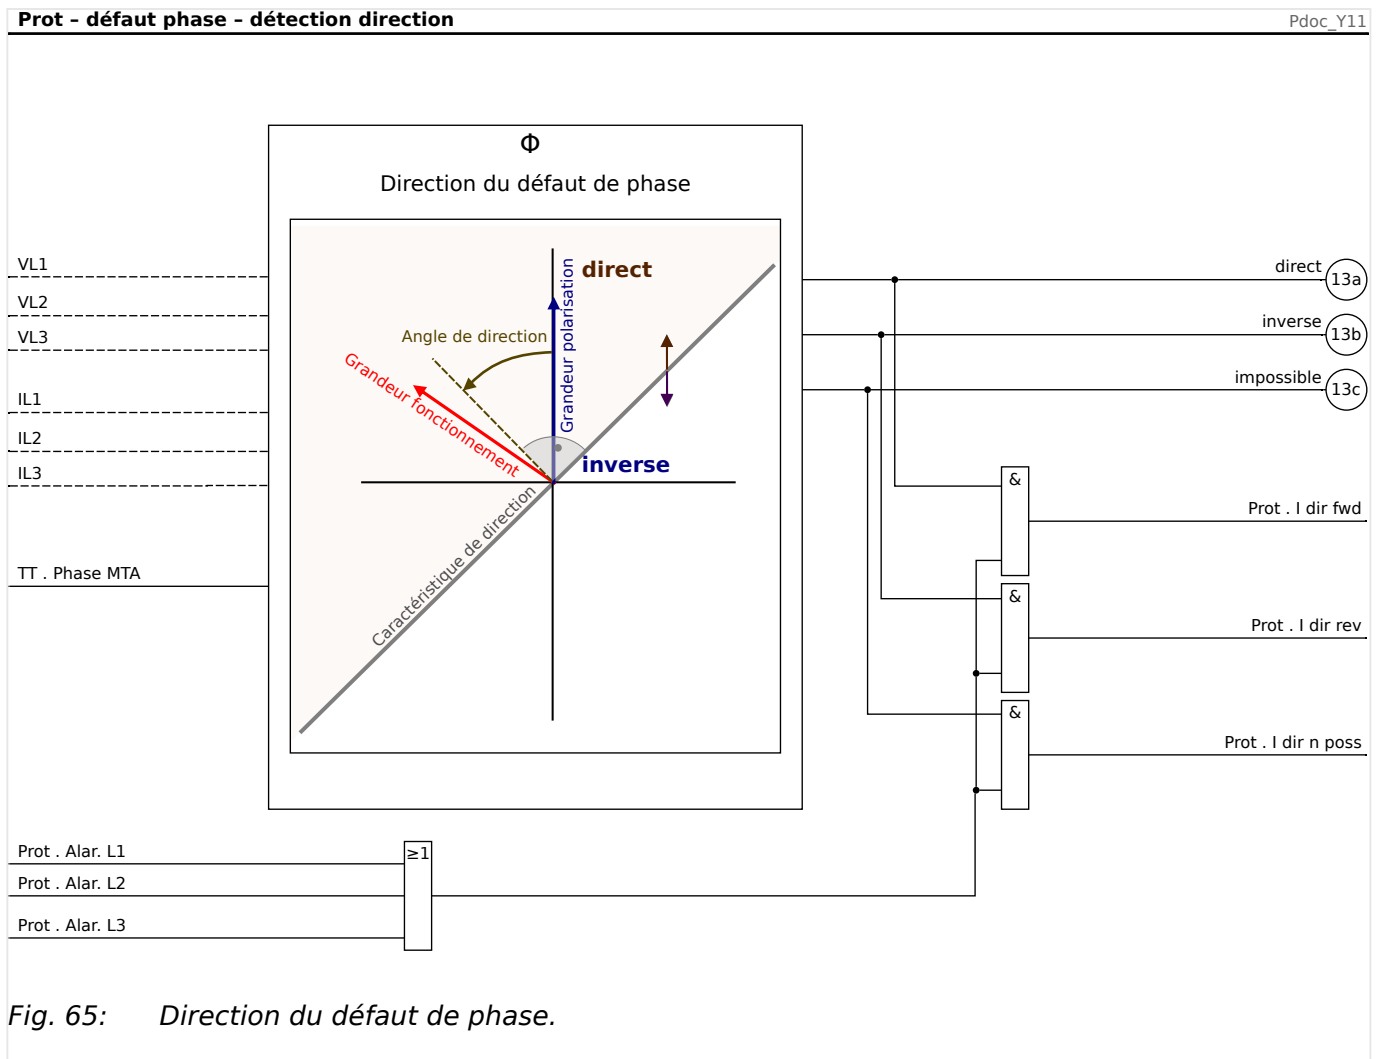 Prot – défaut phase – détection direction
Pdoc_Y11
Φ
Direction du défaut de phase
VL1
VL2
VL3
IL1
IL2
IL3
TT . Phase MTA
direct
Grandeur polarisation
Angle de direction
Grandeur fonctionnement
inverse
Caractéristique de direction
direct
13a
inverse
13b
impossible
13c
&
Prot . I dir fwd
&
Prot . I dir rev
&
Prot . I dir n poss
Prot . Alar. L1
≥1
Prot . Alar. L2
Prot . Alar. L3
Fig. 65: Direction du défaut de phase.